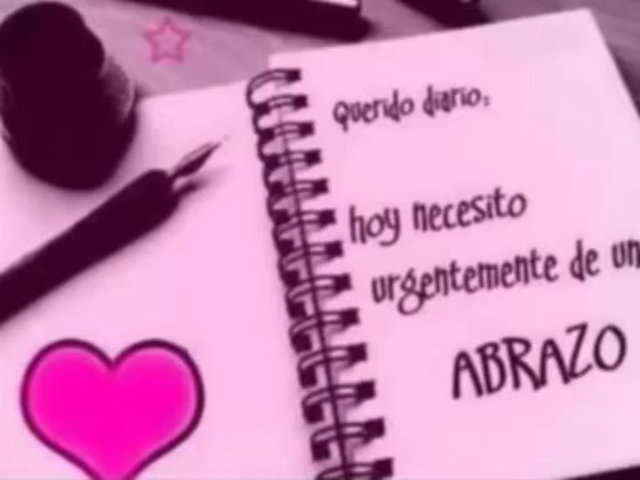 querido diario:
hoy necesito
urgentemente de un
ABRAZO